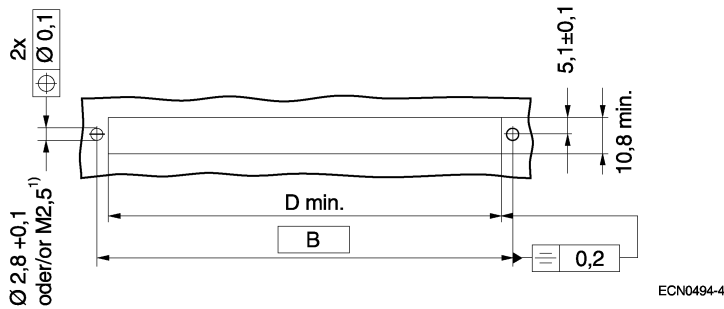 2x
Ø 0,1
5,1±0,1
10,8 min.
Ø 2,8 +0,1
oder/or M2,5¹⁾
D min.
B
0,2
ECN0494-4